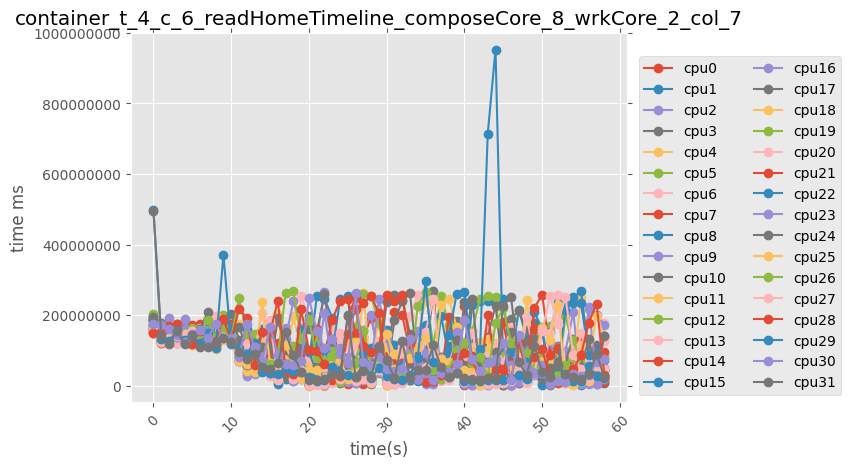 container_t_4_c_6_readHomeTimeline_composeCore_8_wrkCore_2_col_7
time ms
1000000000
800000000
600000000
400000000
200000000
0
0
10
20
30
40
50
60
time(s)
cpu0
cpu1
cpu2
cpu3
cpu4
cpu5
cpu6
cpu7
cpu8
cpu9
cpu10
cpu11
cpu12
cpu13
cpu14
cpu15
cpu16
cpu17
cpu18
cpu19
cpu20
cpu21
cpu22
cpu23
cpu24
cpu25
cpu26
cpu27
cpu28
cpu29
cpu30
cpu31